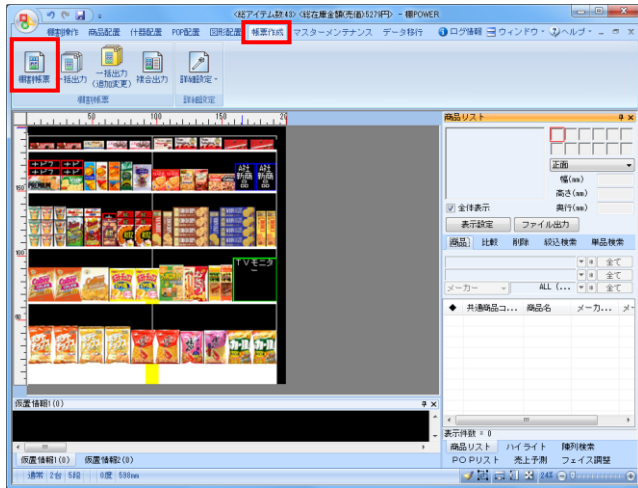 <総アイテム数:48> <総在庫金額(売価)5279円> - 棚POWER
棚割操作 商品配置 什器配置 POP配置 図形配置 帳票作成 マスターメンテナンス データ移行 ログ情報 ウィンドウ ヘルプ
棚割帳票 一括出力 一括出力(追加変更) 複合出力 詳細設定
棚割帳票 詳細設定
50 100 150
商品リスト
正面
幅(mm)
高さ(mm)
全体表示 奥行(mm)
表示設定 ファイル出力
商品 比較 削除 絞込検索 単品検索
全て
全て
メーカー ALL (... 全て
◆ 共通商品コ... 商品名 メーカ... メー
150
100
TVモニター
仮置情報1(0)
表示件数 = 0
商品リスト ハイライト 陳列検索
仮置情報1(0) 仮置情報2(0)
POPリスト 売上予測 フェイス調整
通常 2台 5段 0度 598mm 24%